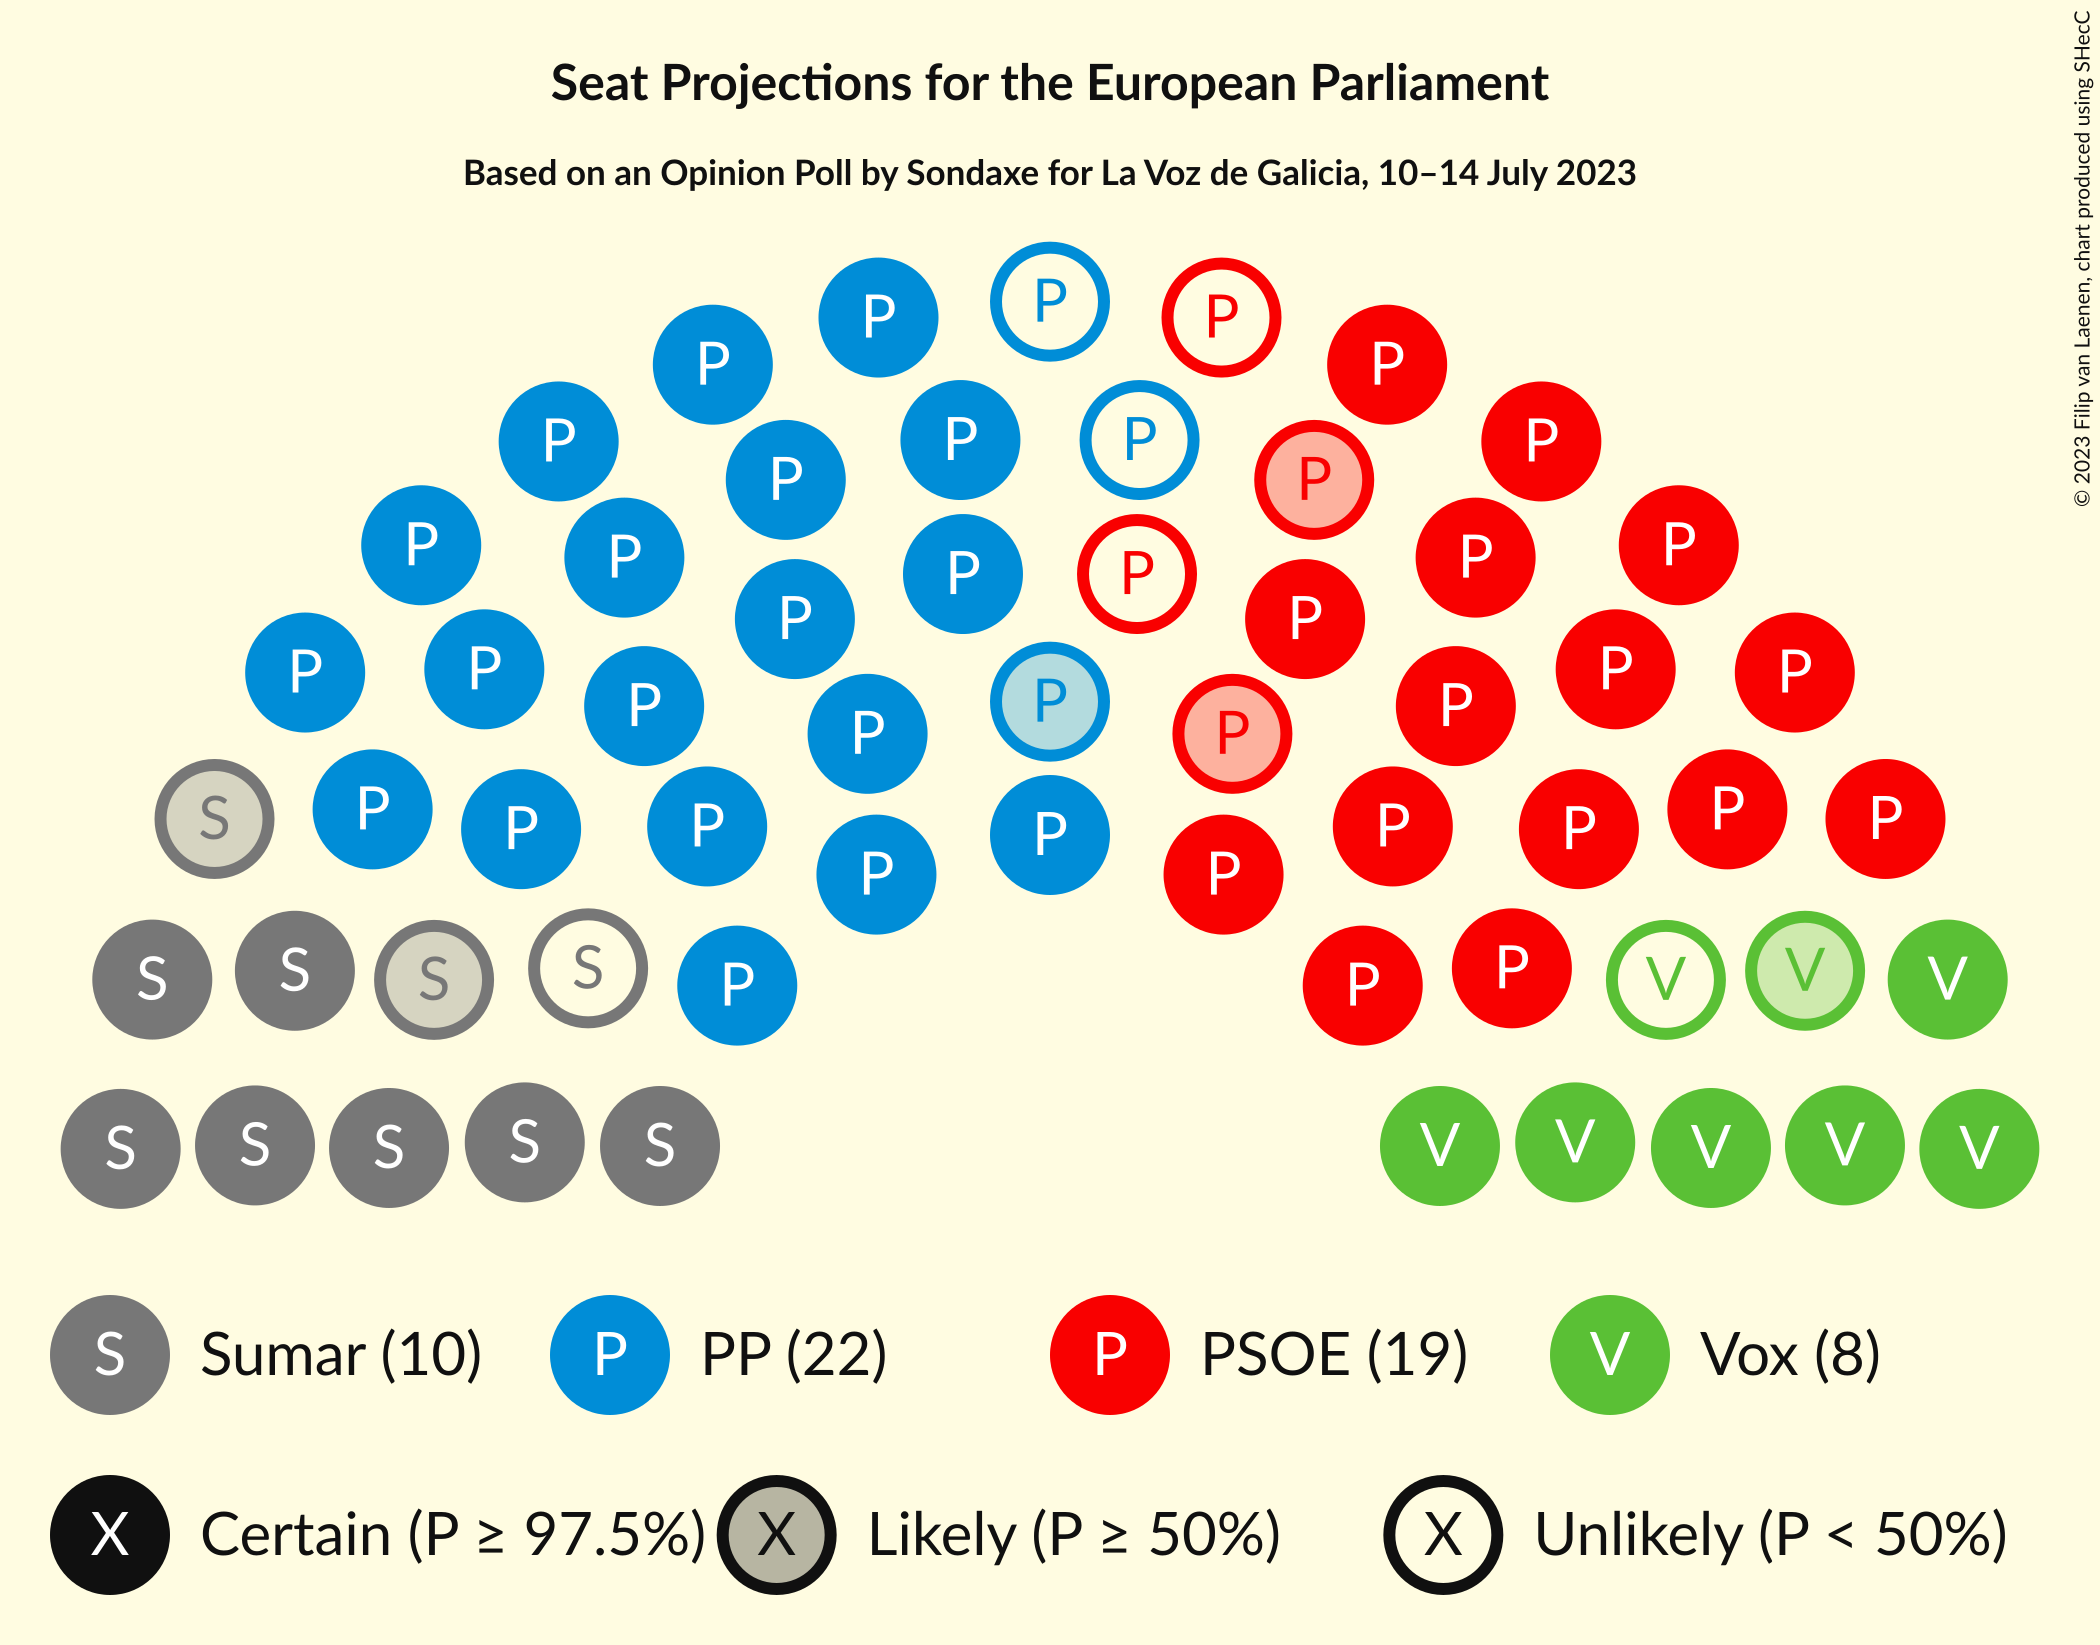 Seat Projections for the European Parliament
Based on an Opinion Poll by Sondaxe for La Voz de Galicia, 10–14 July 2023
© 2023 Filip van Laenen, chart produced using SHecC
P
P P
P P
P P P
P P P P
P P
P P
P P P P
P P
P P
P P P P
P P
P P
S P P P P P P P P P
P P
S S S S P P P V V V
S S S S S V V V V V
S Sumar (10) P PP (22) P PSOE (19) V Vox (8)
X Certain (P ≥ 97.5%) X Likely (P ≥ 50%) X Unlikely (P < 50%)